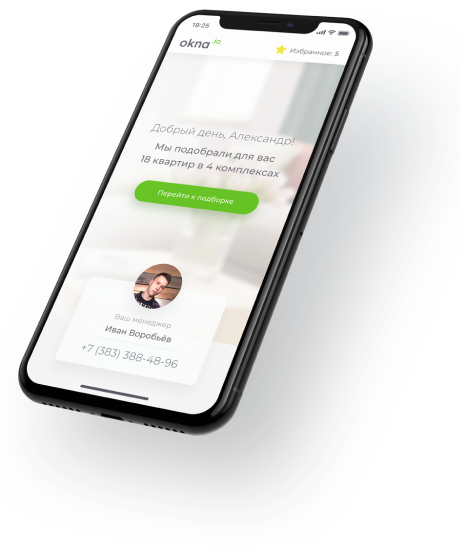 19:25
okna.io
Избранное: 5
Добрый день, Александр!
Мы подобрали для вас
18 квартир в 4 комплексах
Перейти к подборке
Ваш менеджер
Иван Воробьёв
+7 (383) 388-48-96